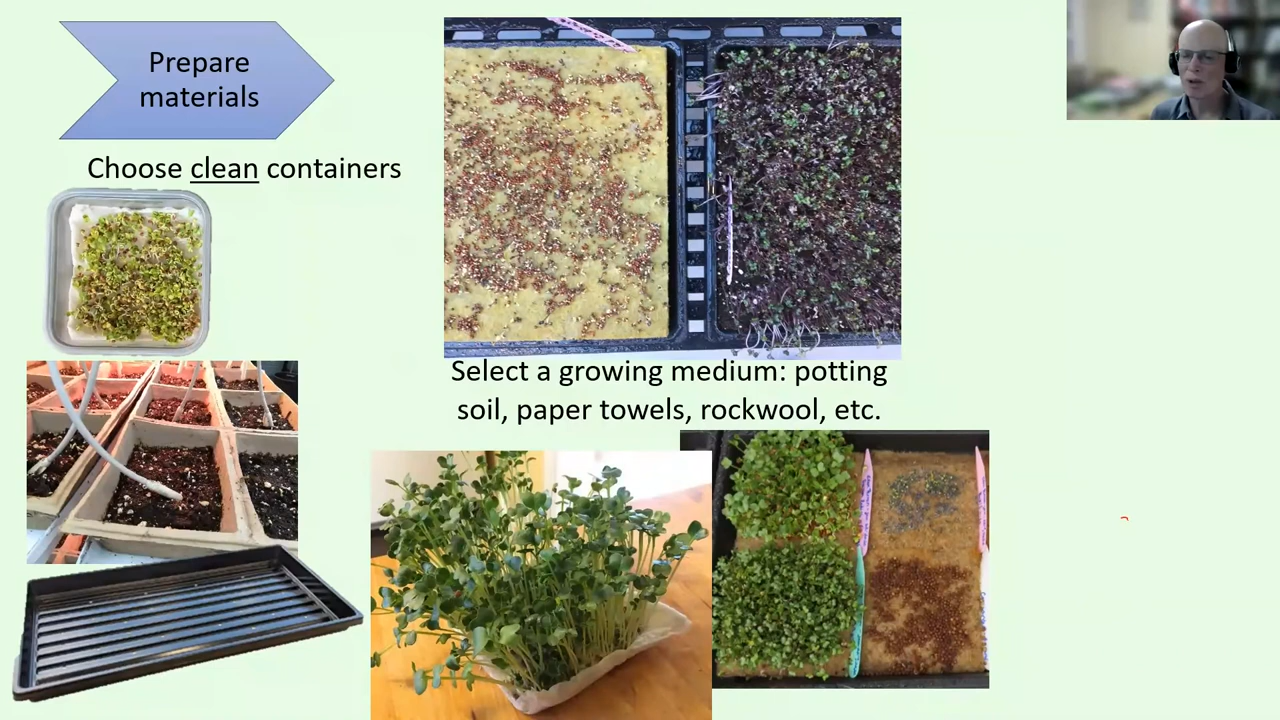 Prepare
materials
Choose clean containers
Select a growing medium: potting
soil, paper towels, rockwool, etc.